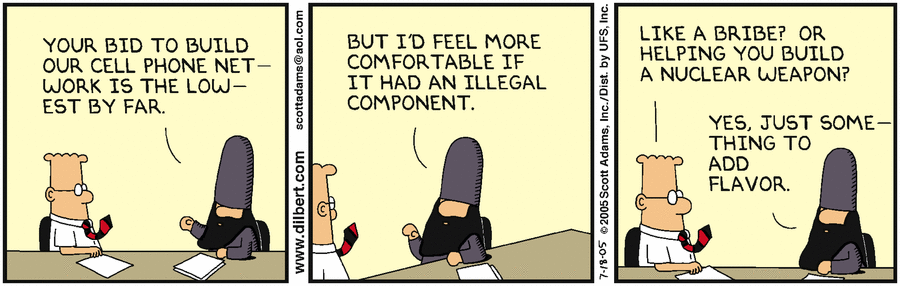 YOUR BID TO BUILD
OUR CELL PHONE NET-
WORK IS THE LOW-
EST BY FAR.
www.dilbert.com
scottadams@aol.com
BUT I'D FEEL MORE
COMFORTABLE IF
IT HAD AN ILLEGAL
COMPONENT.
7-18-05 ©2005 Scott Adams, Inc./Dist. by UFS, Inc.
LIKE A BRIBE? OR
HELPING YOU BUILD
A NUCLEAR WEAPON?
YES, JUST SOME-
THING TO
ADD
FLAVOR.